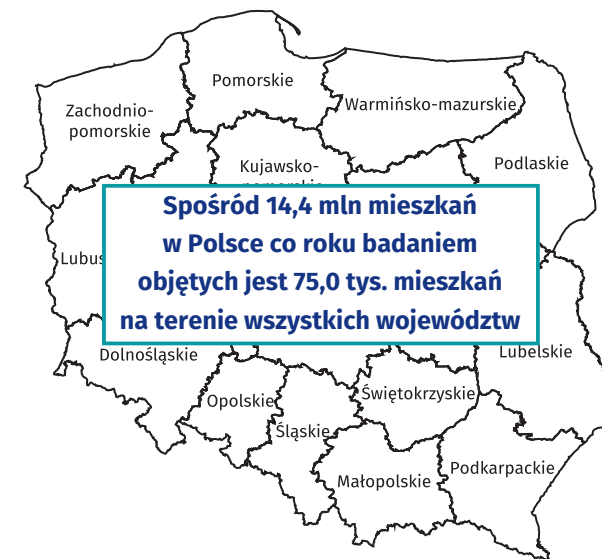 Pomorskie
Zachodnio-
pomorskie
Warmińsko-mazurskie
Podlaskie
Kujawsko-
Spośród 14,4 mln mieszkań
w Polsce co roku badaniem
objętych jest 75,0 tys. mieszkań
na terenie wszystkich województw
Dolnośląskie
Lubelskie
Opolskie
Śląskie
Świętokrzyskie
Małopolskie
Podkarpackie